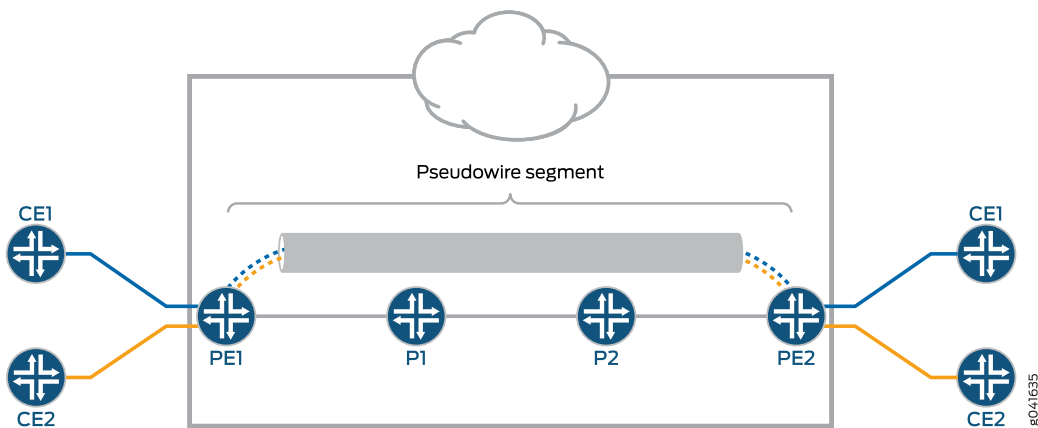 Pseudowire segment
CE1
CE1
PE1
P1
P2
PE2
CE2
CE2
g041635